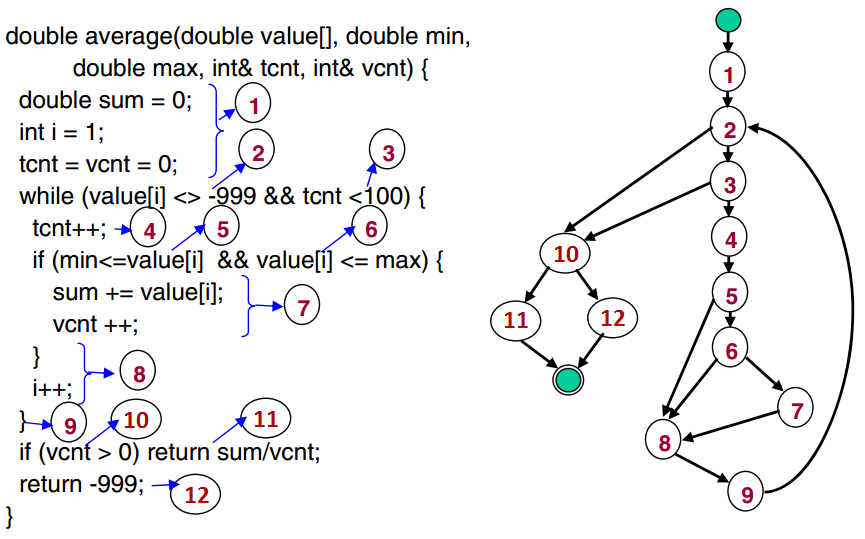 double average(double value[], double min,
double max, int& tcnt, int& vcnt) {
double sum = 0;
1
int i = 1;
2
3
tcnt = vcnt = 0;
while (value[i] <> -999 && tcnt <100) {
tcnt++;
4
5
6
if (min<=value[i] && value[i] <= max) {
sum += value[i];
7
vcnt ++;
}
8
i++;
}
9
10
11
if (vcnt > 0) return sum/vcnt;
return -999;
12
}
1
2
3
4
10
5
11
12
6
7
8
9